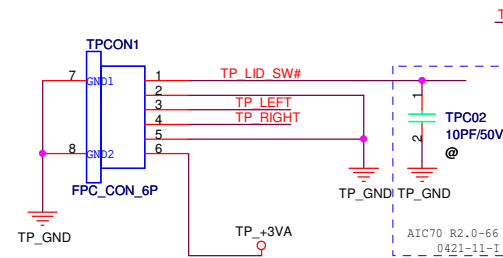 TPCON1
7
GND1
8
GND2
1
2
3
4
5
6
FPC_CON_6P
TP_LID_SW#
TP_LEFT
TP_RIGHT
TP_GND
TP_+3VA
TP_GND
TP_GND
1
2
TPC02
10PF/50V
@
AIC70 R2.0-66
0421-11-I